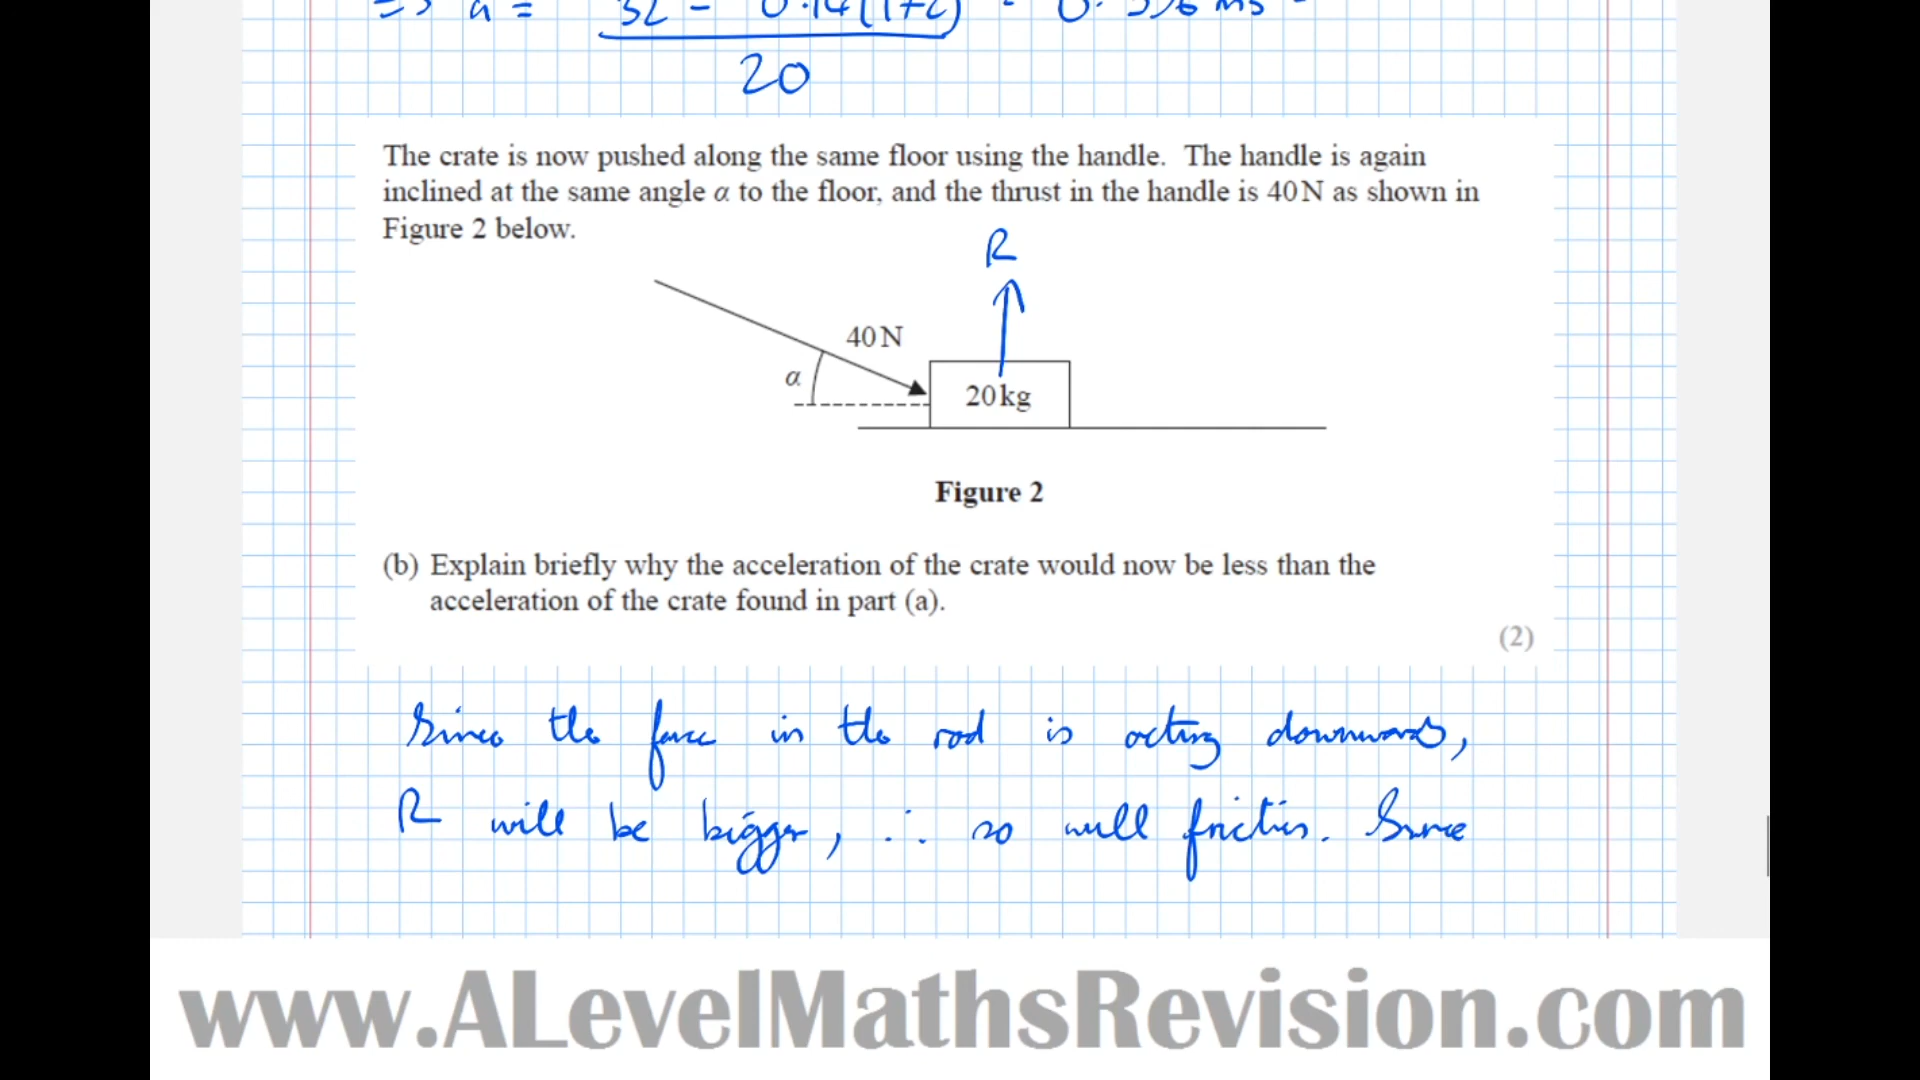 => a =
20
The crate is now pushed along the same floor using the handle. The handle is again
inclined at the same angle α to the floor, and the thrust in the handle is 40 N as shown in
Figure 2 below.
R
40 N
α
20 kg
Figure 2
(b) Explain briefly why the acceleration of the crate would now be less than the
acceleration of the crate found in part (a).
(2)
Since the force in the rod is acting downwards,
R will be bigger, ∴ so will friction. Since
www.ALevelMathsRevision.com